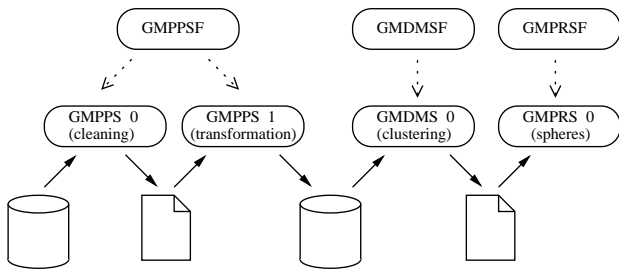 GMPPSF
GMDMSF
GMPRSF
GMPPS 0
(cleaning)
GMPPS 1
(transformation)
GMDMS 0
(clustering)
GMPRS 0
(spheres)